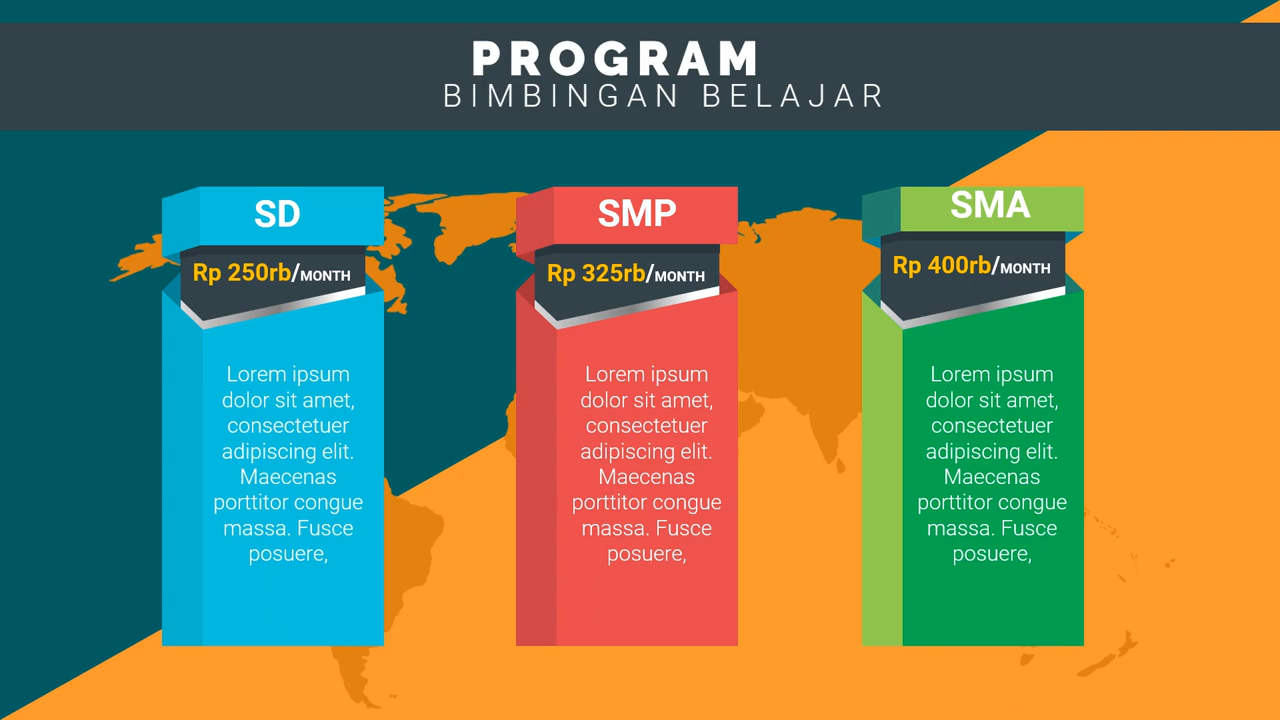 PROGRAM
BIMBINGAN BELAJAR
SD
Rp 250rb/MONTH
Lorem ipsum
dolor sit amet,
consectetuer
adipiscing elit.
Maecenas
porttitor congue
massa. Fusce
posuere,
SMP
Rp 325rb/MONTH
Lorem ipsum
dolor sit amet,
consectetuer
adipiscing elit.
Maecenas
porttitor congue
massa. Fusce
posuere,
SMA
Rp 400rb/MONTH
Lorem ipsum
dolor sit amet,
consectetuer
adipiscing elit.
Maecenas
porttitor congue
massa. Fusce
posuere,